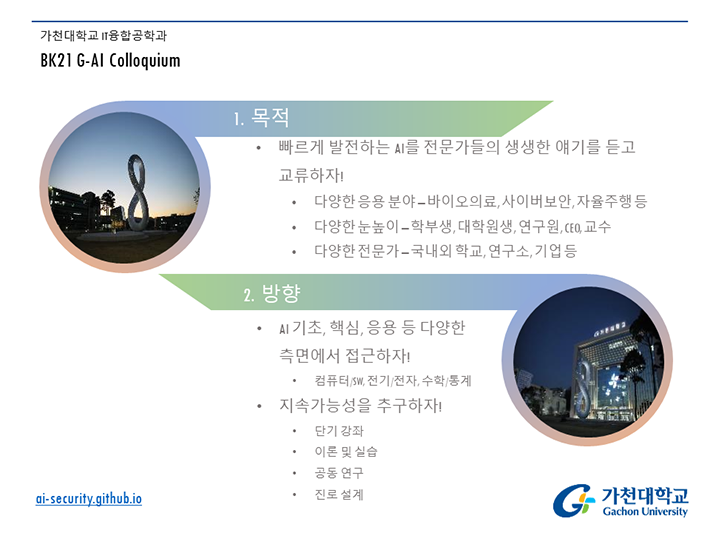 가천대학교 IT융합공학과
BK21 G-AI Colloquium
1. 목적
• 빠르게 발전하는 AI를 전문가들의 생생한 얘기를 듣고
교류하자!
• 다양한 응용 분야 – 바이오의료, 사이버보안, 자율주행 등
• 다양한 눈높이 – 학부생, 대학원생, 연구원, CEO, 교수
• 다양한 전문가 – 국내외 학교, 연구소, 기업 등
2. 방향
• AI 기초, 핵심, 응용 등 다양한
측면에서 접근하자!
• 컴퓨터/SW, 전기/전자, 수학/통계
• 지속가능성을 추구하자!
• 단기 강좌
• 이론 및 실습
• 공동 연구
• 진로 설계
가천대학교
ai-security.github.io
가천대학교
Gachon University